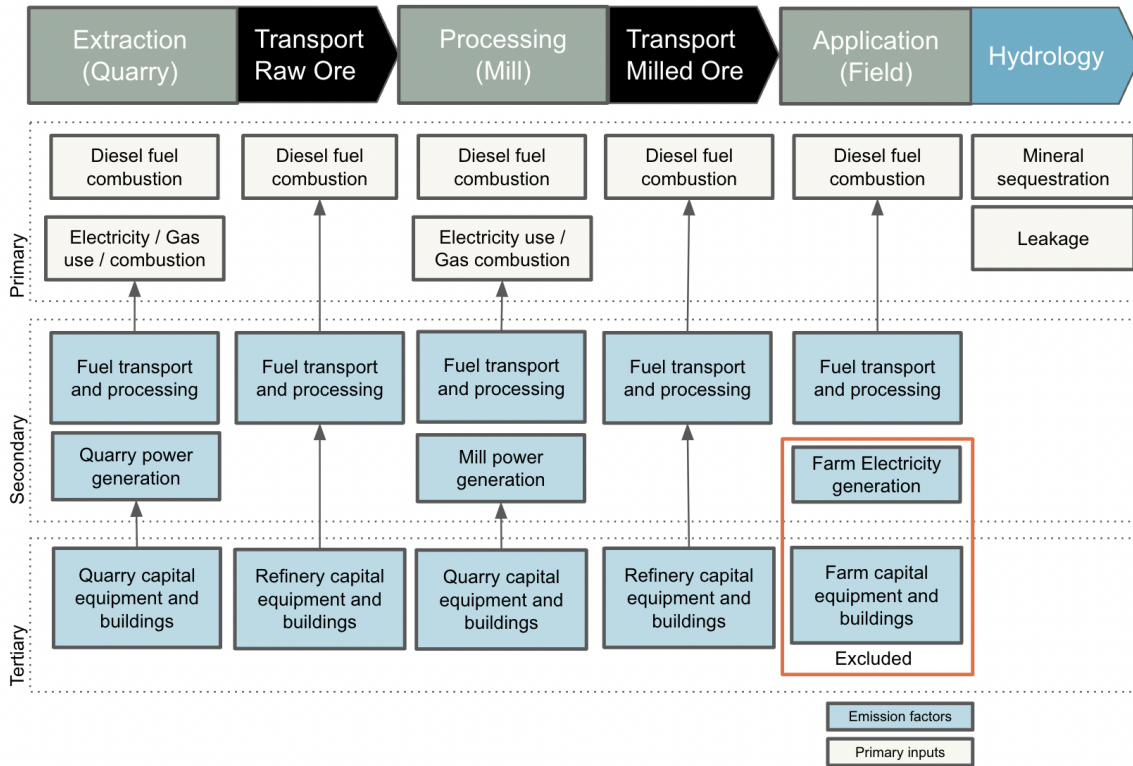 Extraction
(Quarry)
Transport
Raw Ore
Processing
(Mill)
Transport
Milled Ore
Application
(Field)
Hydrology
Primary
Diesel fuel
combustion
Diesel fuel
combustion
Diesel fuel
combustion
Diesel fuel
combustion
Diesel fuel
combustion
Mineral
sequestration
Electricity / Gas
use / combustion
Electricity use /
Gas combustion
Leakage
Secondary
Fuel transport
and processing
Fuel transport
and processing
Fuel transport
and processing
Fuel transport
and processing
Fuel transport
and processing
Quarry power
generation
Mill power
generation
Farm Electricity
generation
Tertiary
Quarry capital
equipment and
buildings
Refinery capital
equipment and
buildings
Quarry capital
equipment and
buildings
Refinery capital
equipment and
buildings
Farm capital
equipment and
buildings
Excluded
Emission factors
Primary inputs